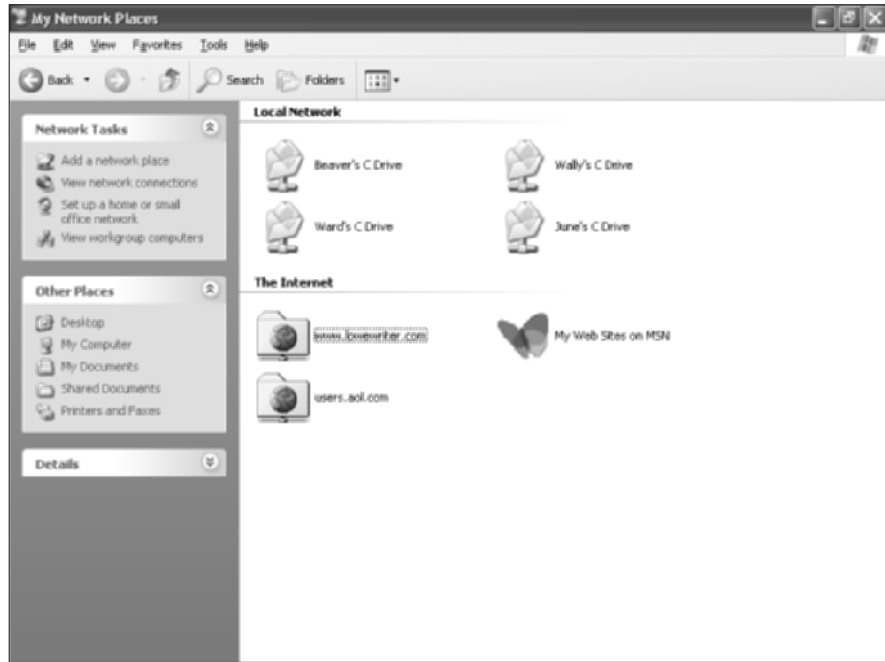 My Network Places
File Edit View Favorites Tools Help
Back Search Folders
Network Tasks
Add a network place
View network connections
Set up a home or small
office network
View workgroup computers
Other Places
Desktop
My Computer
My Documents
Shared Documents
Printers and Faxes
Details
Local Network
Beaver's C Drive
Wally's C Drive
Ward's C Drive
June's C Drive
The Internet
www.lowewriter.com
My Web Sites on MSN
users.aol.com